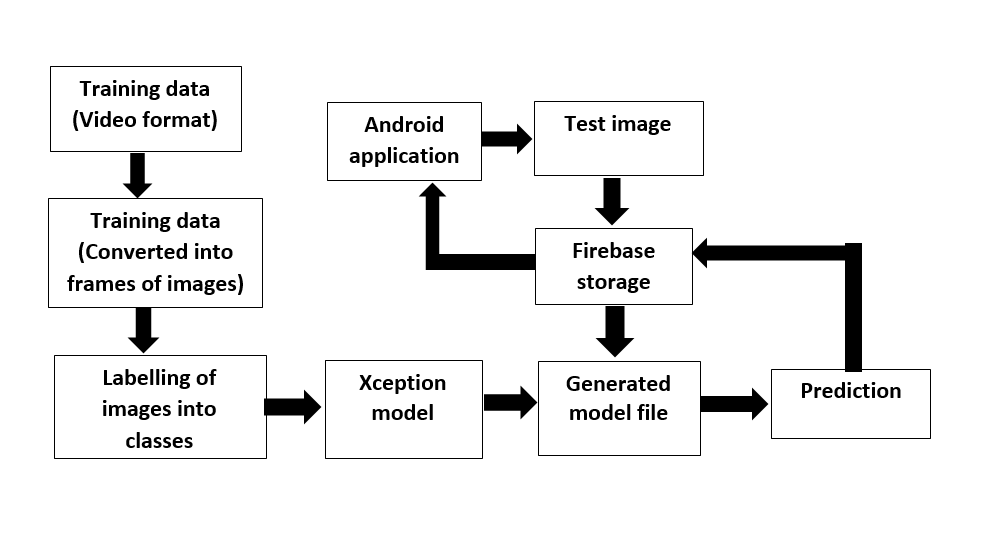 Training data
(Video format)
Training data
(Converted into
frames of images)
Labelling of
images into
classes
Xception
model
Generated
model file
Prediction
Firebase
storage
Android
application
Test image